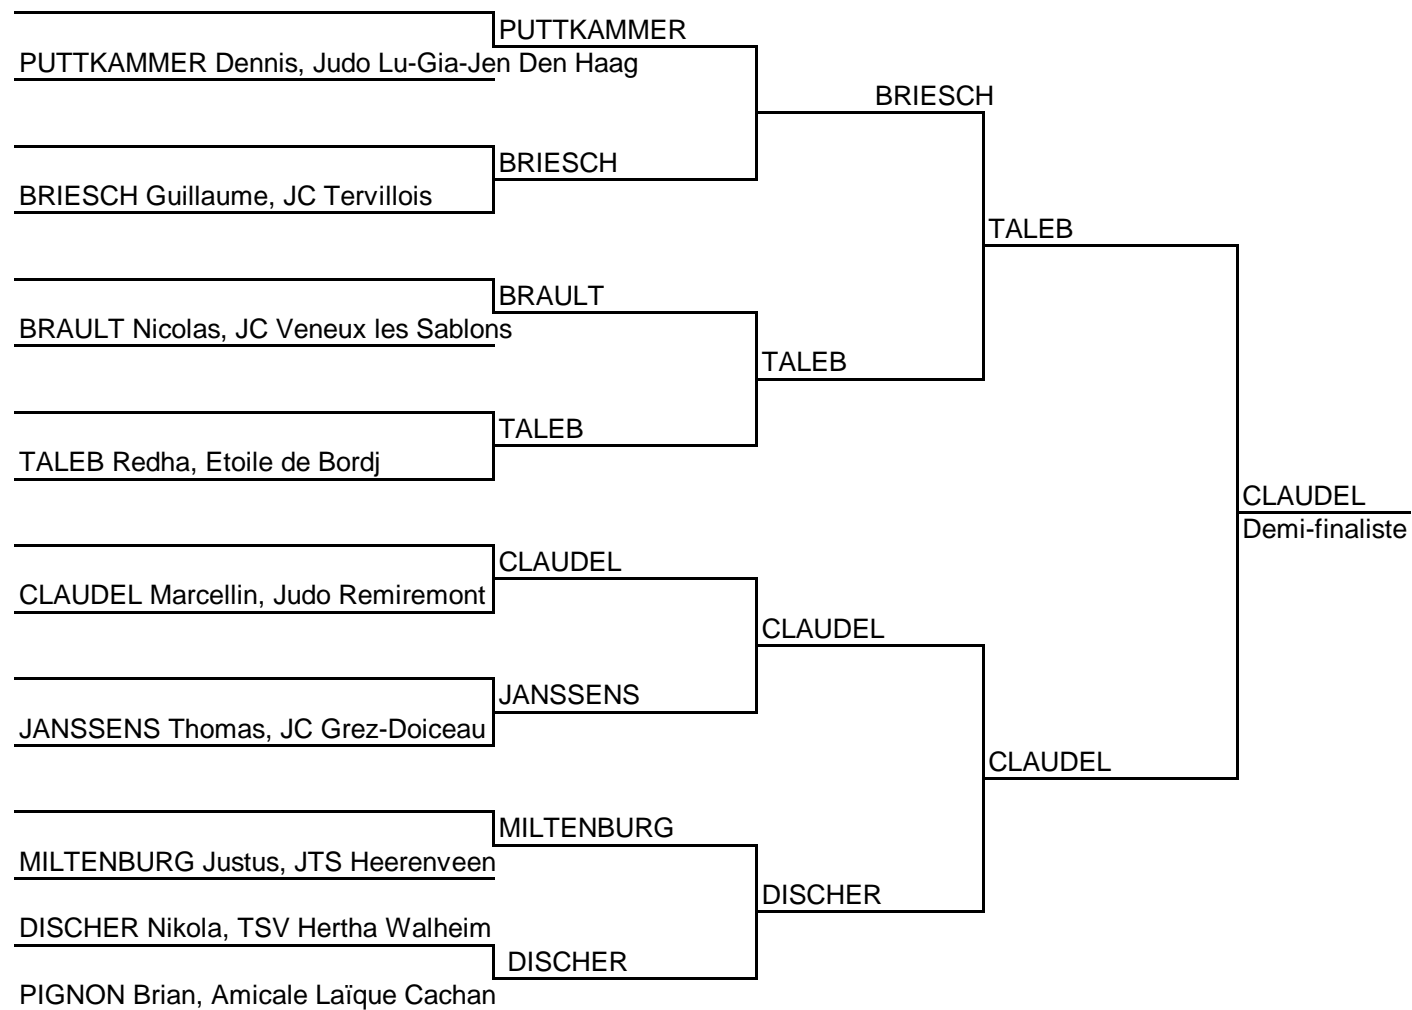 PUTTKAMMER
PUTTKAMMER Dennis, Judo Lu-Gia-Jen Den Haag
BRIESCH
BRIESCH
BRIESCH Guillaume, JC Tervillois
TALEB
BRAULT
BRAULT Nicolas, JC Veneux les Sablons
TALEB
TALEB
TALEB Redha, Etoile de Bordj
CLAUDEL
Demi-finaliste
CLAUDEL
CLAUDEL Marcellin, Judo Remiremont
CLAUDEL
JANSSENS
JANSSENS Thomas, JC Grez-Doiceau
CLAUDEL
MILTENBURG
MILTENBURG Justus, JTS Heerenveen
DISCHER
DISCHER Nikola, TSV Hertha Walheim
DISCHER
PIGNON Brian, Amicale Laïque Cachan